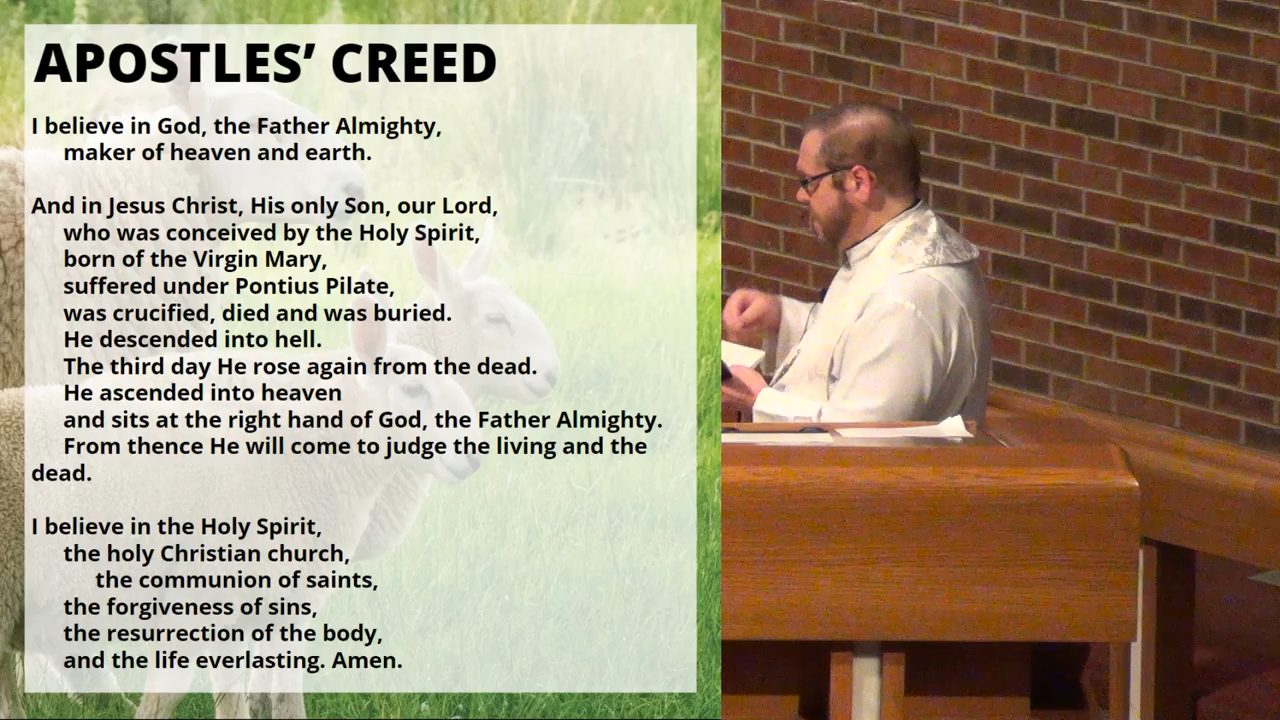 APOSTLES’ CREED
I believe in God, the Father Almighty,
maker of heaven and earth.
And in Jesus Christ, His only Son, our Lord,
who was conceived by the Holy Spirit,
born of the Virgin Mary,
suffered under Pontius Pilate,
was crucified, died and was buried.
He descended into hell.
The third day He rose again from the dead.
He ascended into heaven
and sits at the right hand of God, the Father Almighty.
From thence He will come to judge the living and the
dead.
I believe in the Holy Spirit,
the holy Christian church,
the communion of saints,
the forgiveness of sins,
the resurrection of the body,
and the life everlasting. Amen.